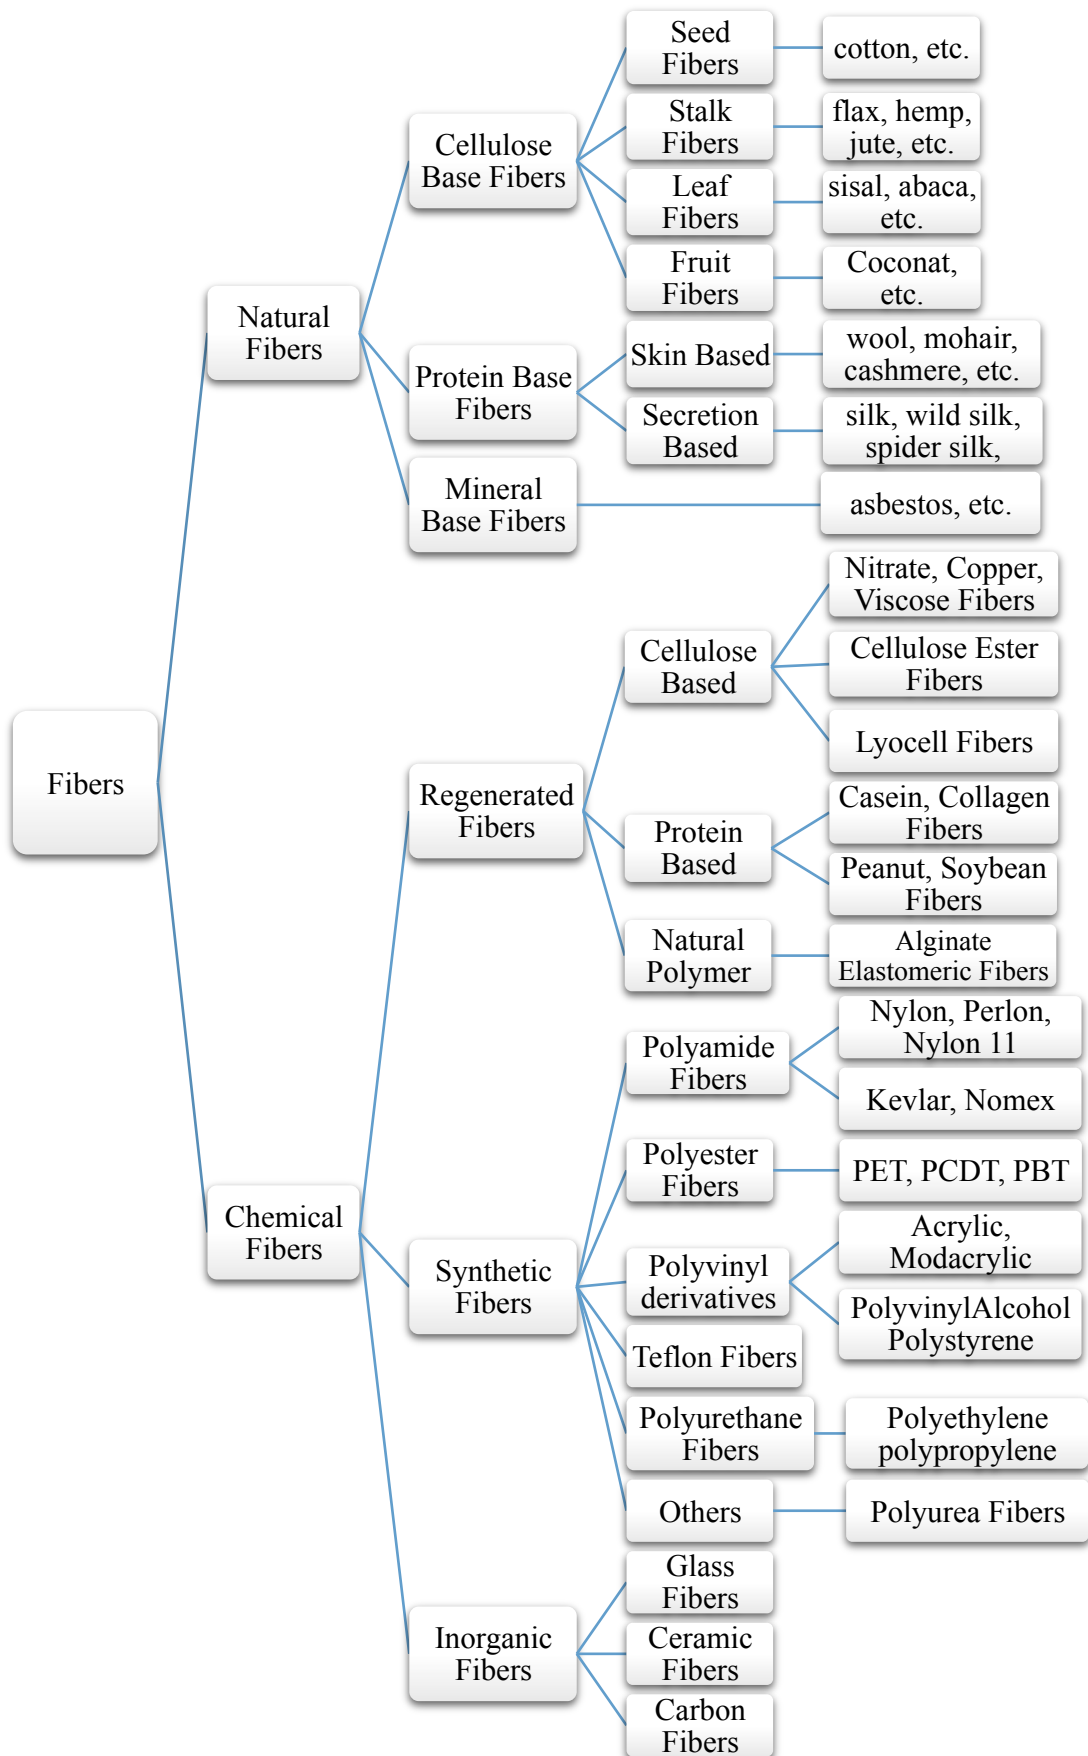 Seed
Fibers
cotton, etc.
Stalk
Fibers
flax, hemp,
jute, etc.
Cellulose
Base Fibers
Leaf
Fibers
sisal, abaca,
etc.
Fruit
Fibers
Coconat,
etc.
Natural
Fibers
Protein Base
Fibers
Skin Based
wool, mohair,
cashmere, etc.
Secretion
Based
silk, wild silk,
spider silk,
Mineral
Base Fibers
asbestos, etc.
Fibers
Regenerated
Fibers
Cellulose
Based
Nitrate, Copper,
Viscose Fibers
Cellulose Ester
Fibers
Lyocell Fibers
Protein
Based
Casein, Collagen
Fibers
Peanut, Soybean
Fibers
Natural
Polymer
Alginate
Elastomeric Fibers
Chemical
Fibers
Synthetic
Fibers
Polyamide
Fibers
Nylon, Perlon,
Nylon 11
Kevlar, Nomex
Polyester
Fibers
PET, PCDT, PBT
Polyvinyl
derivatives
Acrylic,
Modacrylic
PolyvinylAlcohol
Polystyrene
Teflon Fibers
Polyurethane
Fibers
Polyethylene
polypropylene
Others
Polyurea Fibers
Inorganic
Fibers
Glass
Fibers
Ceramic
Fibers
Carbon
Fibers